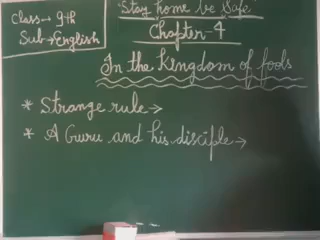 Class→ 9th
Sub→English
"Stay home be safe"
Chapter-4
In the Kengdom of fools
* Strange rule→
* A Guru and his disciple→